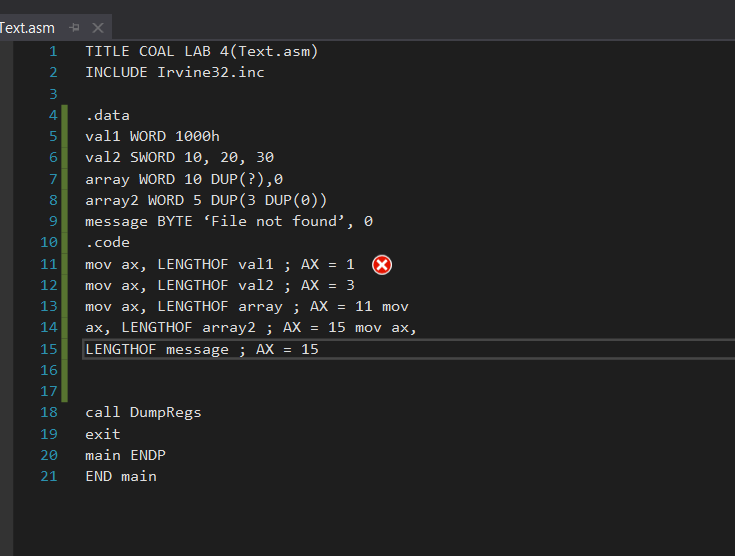 Text.asm
1 TITLE COAL LAB 4(Text.asm)
2 INCLUDE Irvine32.inc
3
4 .data
5 val1 WORD 1000h
6 val2 SWORD 10, 20, 30
7 array WORD 10 DUP(?),0
8 array2 WORD 5 DUP(3 DUP(0))
9 message BYTE ‘File not found’, 0
10 .code
11 mov ax, LENGTHOF val1 ; AX = 1
12 mov ax, LENGTHOF val2 ; AX = 3
13 mov ax, LENGTHOF array ; AX = 11 mov
14 ax, LENGTHOF array2 ; AX = 15 mov ax,
15 LENGTHOF message ; AX = 15
16
17
18 call DumpRegs
19 exit
20 main ENDP
21 END main